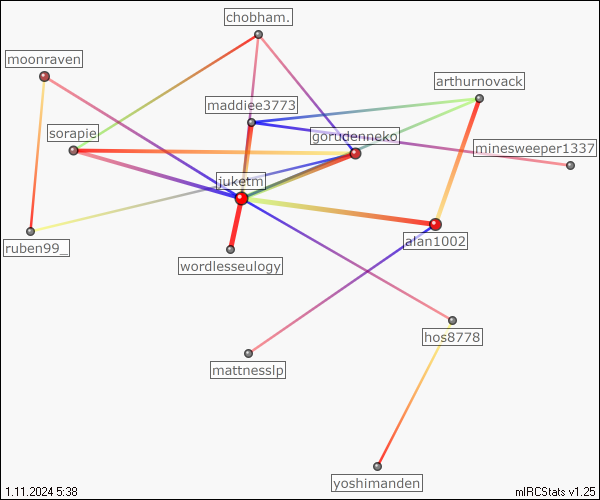 chobham.
moonraven
arthurnovack
maddiee3773
sorapie
gorudenneko
minesweeper1337
juketm
ruben99_
alan1002
wordlesseulogy
hos8778
mattnesslp
yoshimanden
1.11.2024 5:38
mIRCStats v1.25